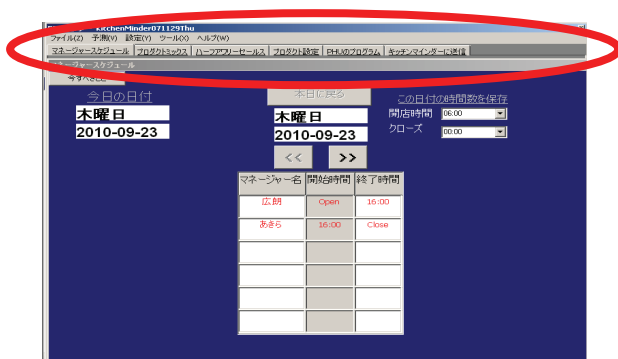 KitchenMinder071129Thu
ファイル(Z) 予測(V) 設定(Y) ツール(X) ヘルプ(W)
マネージャースケジュール プロダクトミックス ハーフアワリーセールス プロダクト設定 PHUのプログラム キッチンマインダーに送信
マネージャースケジュール
今すべきこと
今日の日付
木曜日
2010-09-23
本日に戻る
木曜日
2010-09-23
<< >>
この日付の時間数を保存
開店時間 06:00
クローズ 00:00
マネージャー名 開始時間 終了時間
広朗 Open 16:00
あきら 16:00 Close